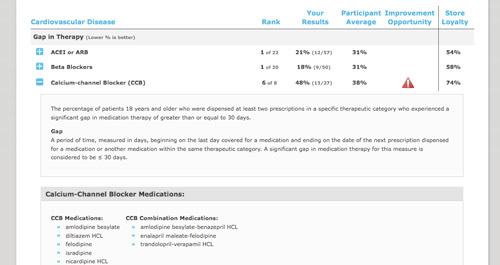 Cardiovascular Disease Rank Your Results Participant Average Improvement Opportunity Store Loyalty
Gap in Therapy (Lower % is better)
ACEI or ARB 1 of 22 21% (12/57) 31% 54%
Beta Blockers 1 of 20 18% (9/50) 31% 58%
Calcium-channel Blocker (CCB) 6 of 8 48% (13/27) 38% 74%
The percentage of patients 18 years and older who were dispensed at least two prescriptions in a specific therapeutic category who experienced a
significant gap in medication therapy of greater than or equal to 30 days.
Gap
A period of time, measured in days, beginning on the last day covered for a medication and ending on the date of the next prescription dispensed
for a medication or another medication within the same therapeutic category. A significant gap in medication therapy for this measure is
considered to be ≤ 30 days.
Calcium-Channel Blocker Medications:
CCB Medications:
» amlodipine besylate
» diltiazem HCL
» felodipine
» isradipine
» nicardipine HCL
CCB Combination Medications:
» amlodipine besylate-benazepril HCL
» enalapril maleate-felodipine
» trandolopril-verapamil HCL